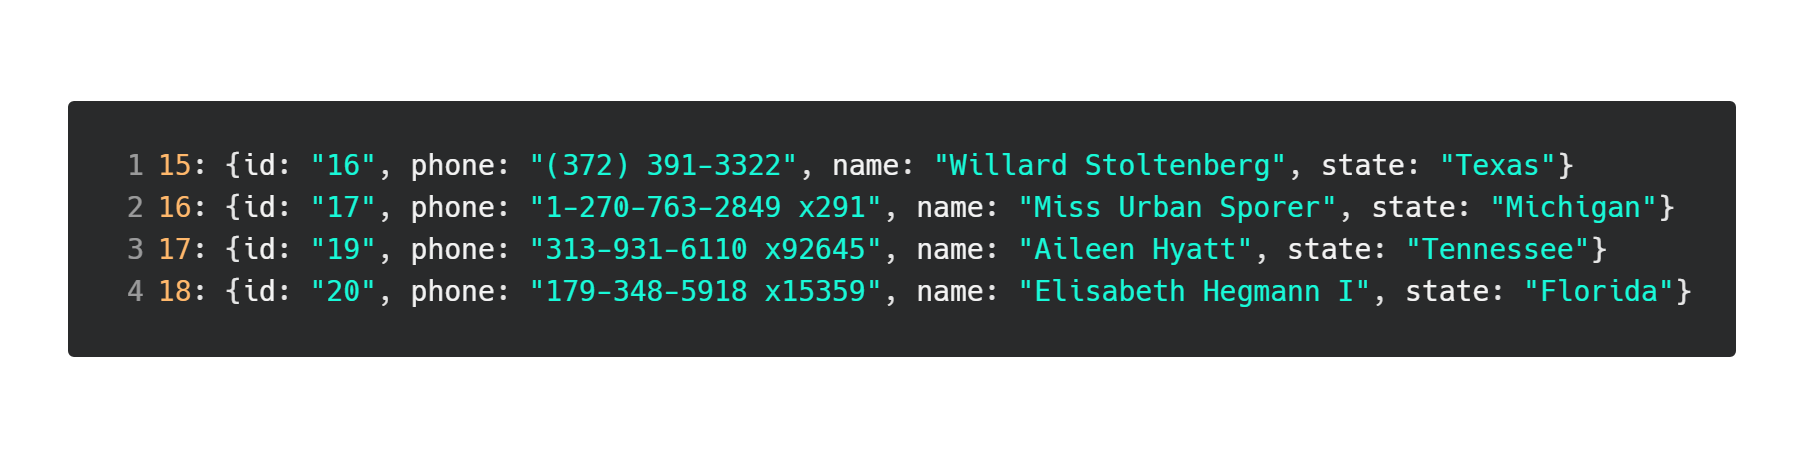 1 15: {id: "16", phone: "(372) 391-3322", name: "Willard Stoltenberg", state: "Texas"}
2 16: {id: "17", phone: "1-270-763-2849 x291", name: "Miss Urban Sporer", state: "Michigan"}
3 17: {id: "19", phone: "313-931-6110 x92645", name: "Aileen Hyatt", state: "Tennessee"}
4 18: {id: "20", phone: "179-348-5918 x15359", name: "Elisabeth Hegmann I", state: "Florida"}